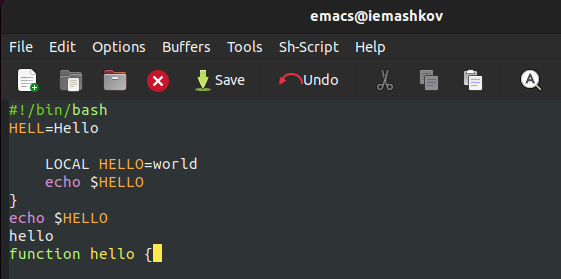 emacs@iemashkov
File Edit Options Buffers Tools Sh-Script Help
Save Undo
#!/bin/bash
HELL=Hello
LOCAL HELLO=world
echo $HELLO
}
echo $HELLO
hello
function hello {